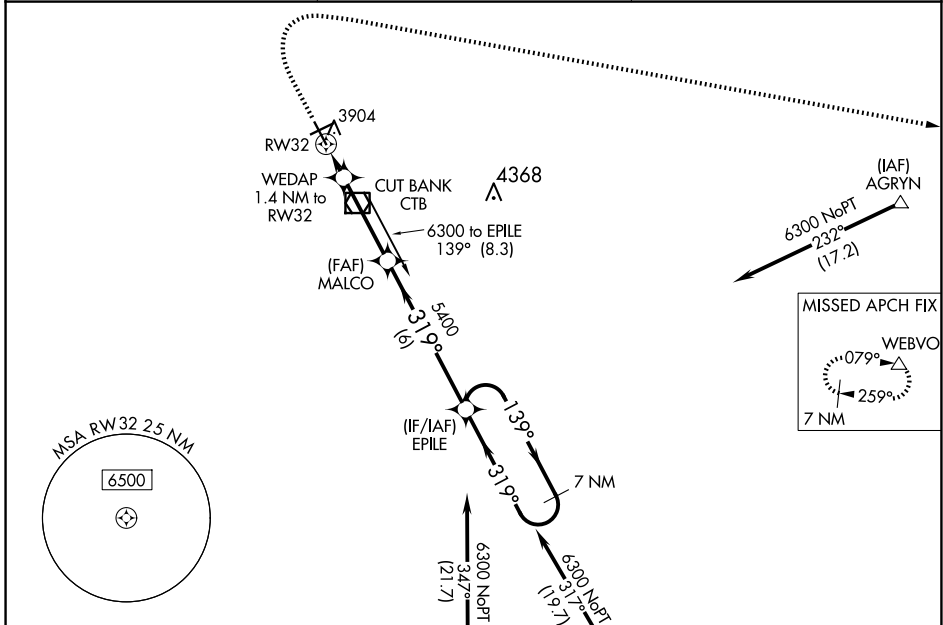 3904
RW32
WEDAP
1.4 NM to
RW32
CUT BANK
CTB
4368
6300 to EPILE
139° (8.3)
(FAF)
MALCO
5400
319°
(6)
(IAF)
AGRYN
6300 NoPT
232°
(17.2)
MISSED APCH FIX
WEBVO
079°
259°
7 NM
(IF/IAF)
EPILE
139°
319°
7 NM
MSA RW32 25 NM
6500
6300 NoPT
347°
(21.7)
6300 NoPT
317°
(19.7)